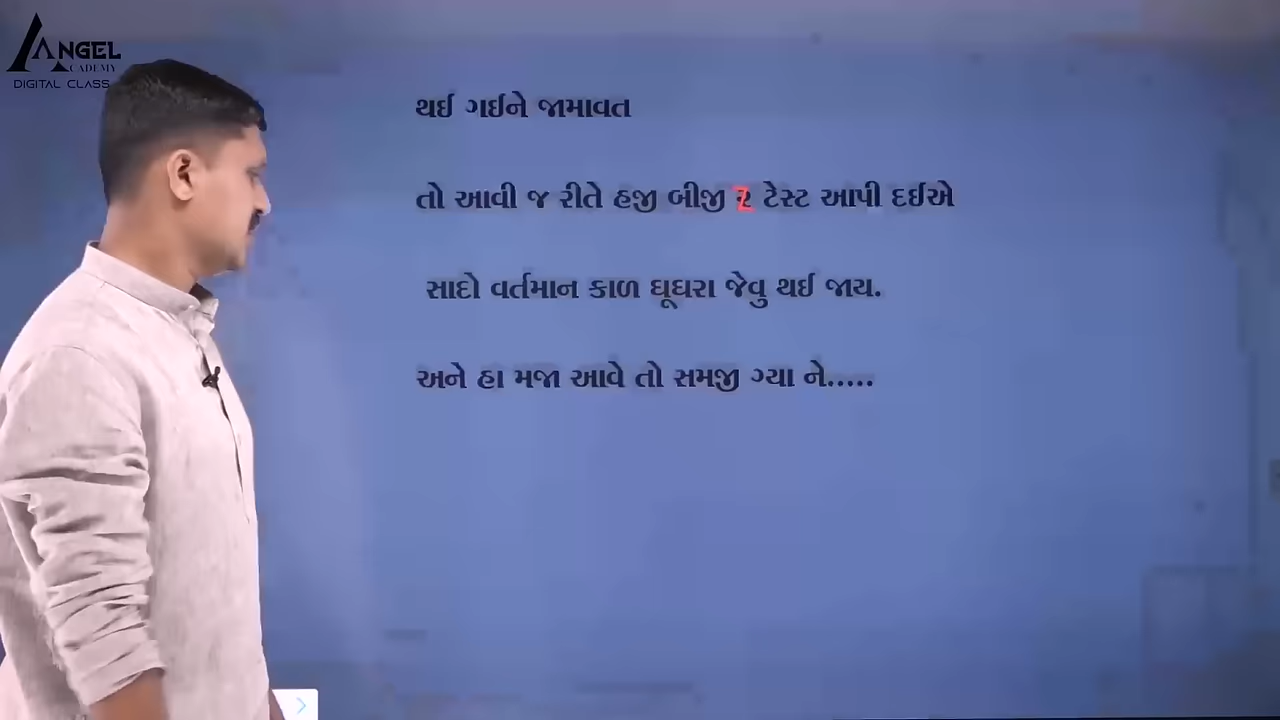 ANGEL
ACADEMY
DIGITAL CLASS
થઈ ગઈને જામાવત
તો આવી જ રીતે હજી બીજી ટેસ્ટ આપી દઈએ
સાદો વર્તમાન કાળ ઘૂઘરા જેવુ થઈ જાય.
અને હા મજા આવે તો સમજી ગ્યા ને.....